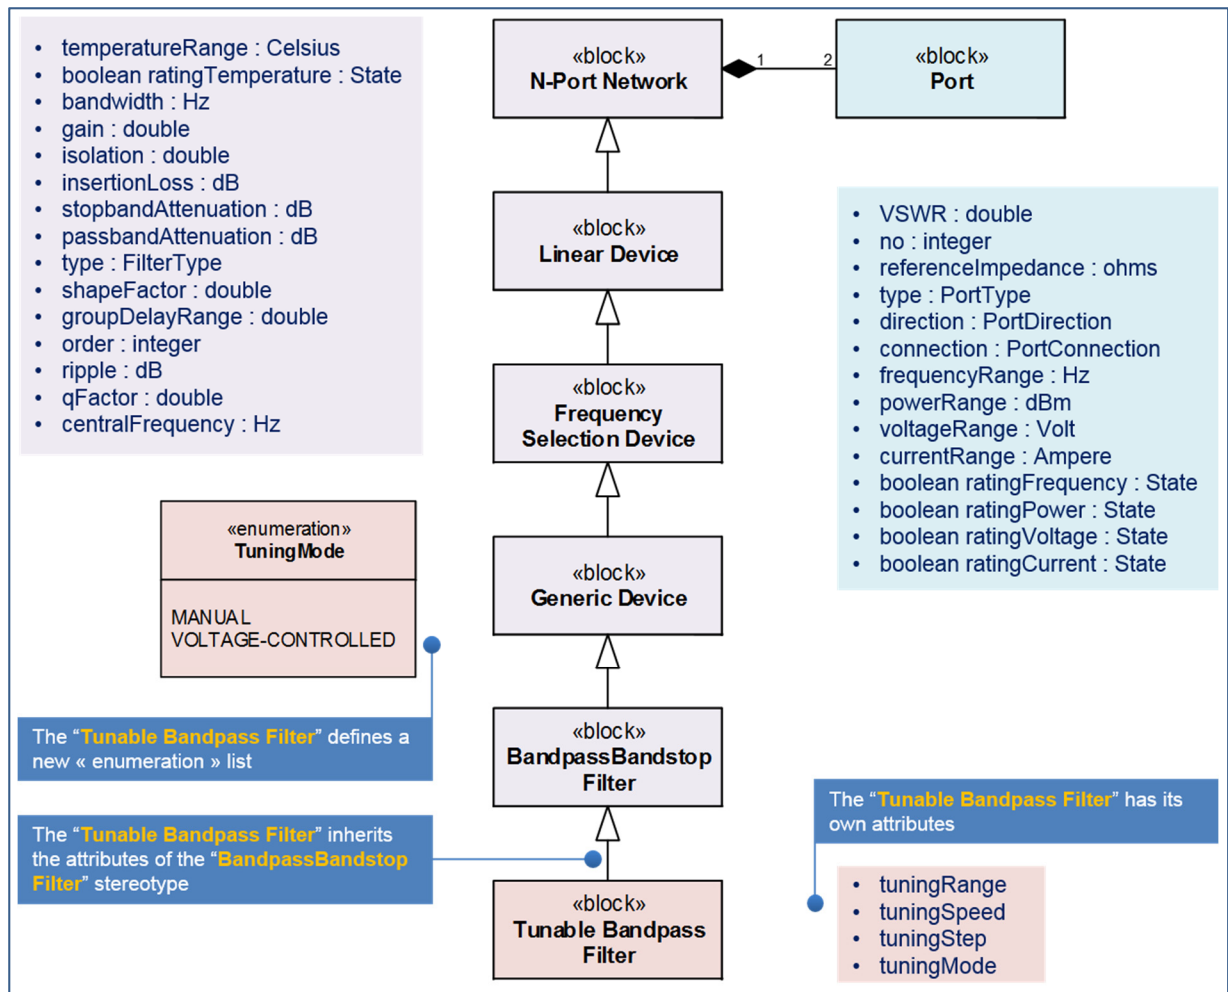 • temperatureRange : Celsius
• boolean ratingTemperature : State
• bandwidth : Hz
• gain : double
• isolation : double
• insertionLoss : dB
• stopbandAttenuation : dB
• passbandAttenuation : dB
• type : FilterType
• shapeFactor : double
• groupDelayRange : double
• order : integer
• ripple : dB
• qFactor : double
• centralFrequency : Hz
«block»
N-Port Network
1
2
«block»
Port
«block»
Linear Device
• VSWR : double
• no : integer
• referenceImpedance : ohms
• type : PortType
• direction : PortDirection
• connection : PortConnection
• frequencyRange : Hz
• powerRange : dBm
• voltageRange : Volt
• currentRange : Ampere
• boolean ratingFrequency : State
• boolean ratingPower : State
• boolean ratingVoltage : State
• boolean ratingCurrent : State
«block»
Frequency
Selection Device
«enumeration»
TuningMode
MANUAL
VOLTAGE-CONTROLLED
«block»
Generic Device
The “Tunable Bandpass Filter” defines a
new « enumeration » list
«block»
BandpassBandstop
Filter
The “Tunable Bandpass Filter” inherits
the attributes of the “BandpassBandstop
Filter” stereotype
The “Tunable Bandpass Filter” has its
own attributes
«block»
Tunable Bandpass
Filter
• tuningRange
• tuningSpeed
• tuningStep
• tuningMode